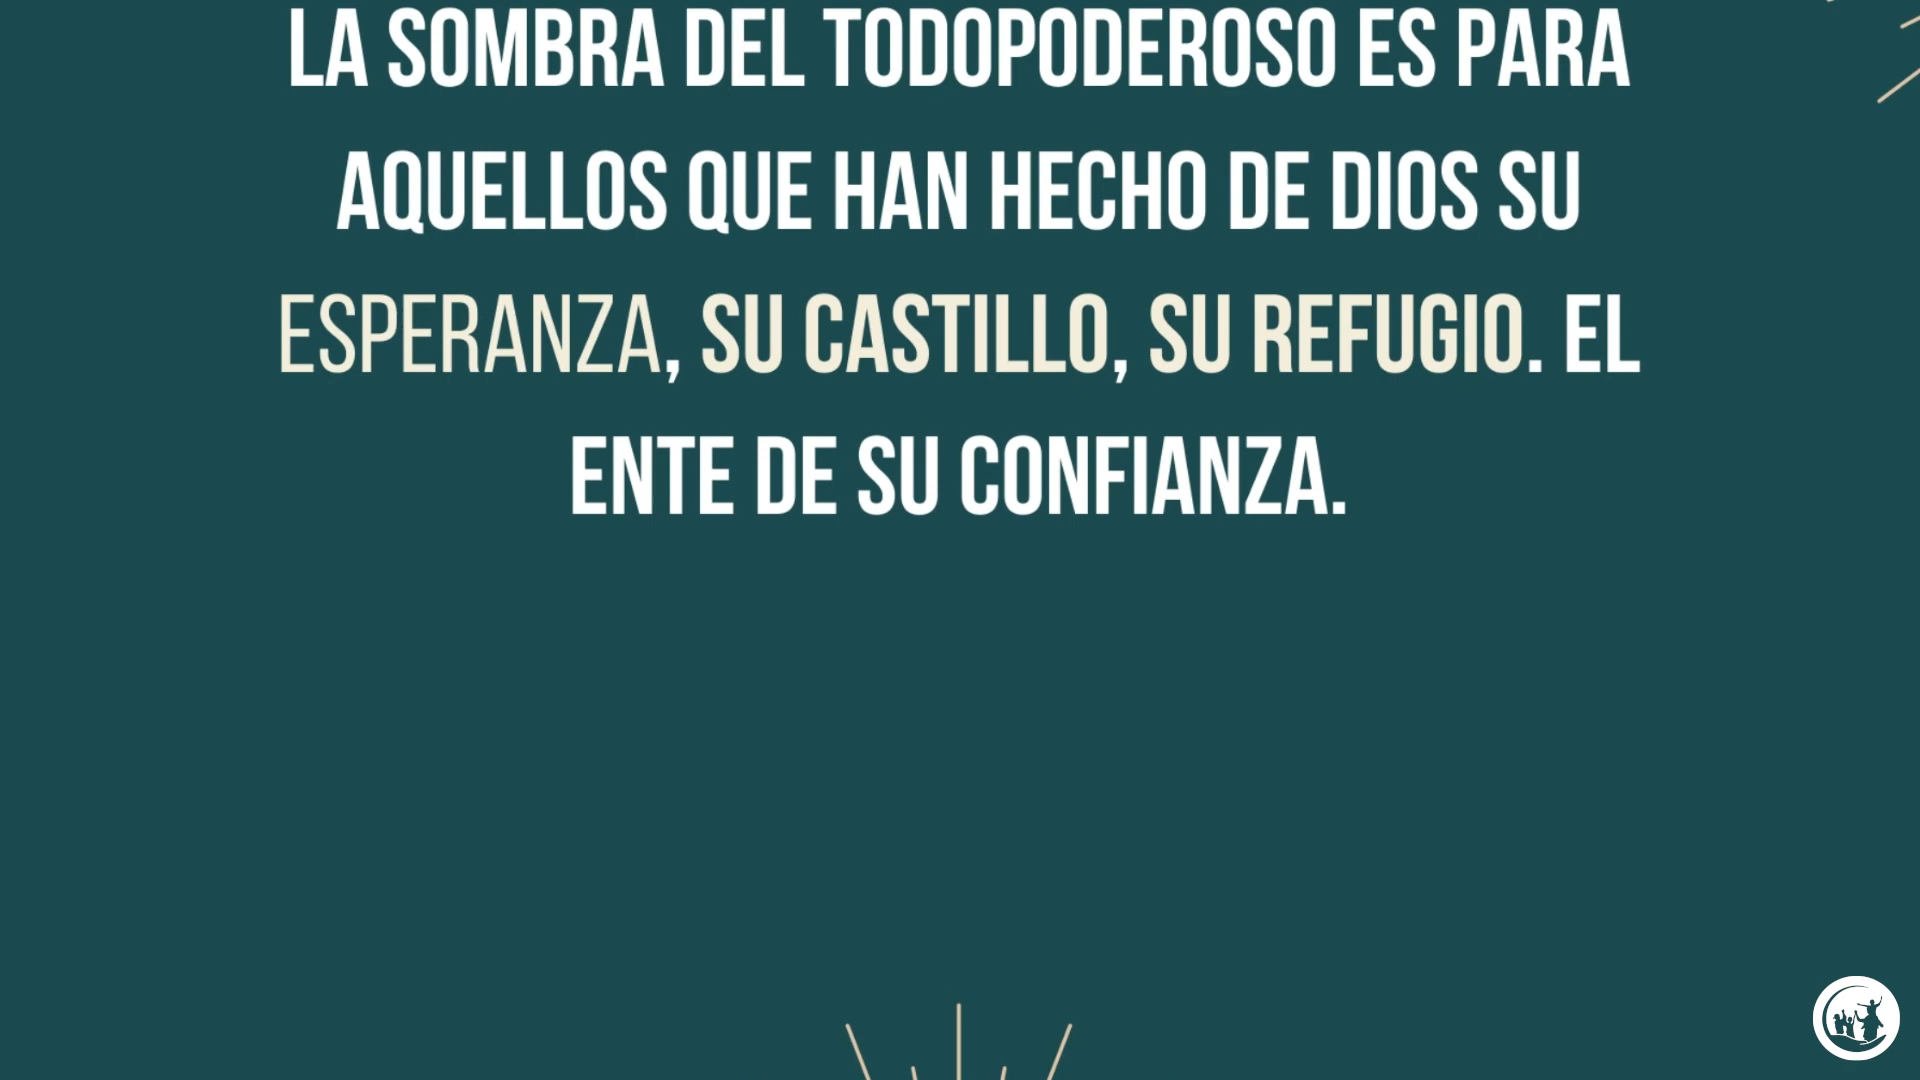 LA SOMBRA DEL TODOPODEROSO ES PARA
AQUELLOS QUE HAN HECHO DE DIOS SU
ESPERANZA, SU CASTILLO, SU REFUGIO. EL
ENTE DE SU CONFIANZA.